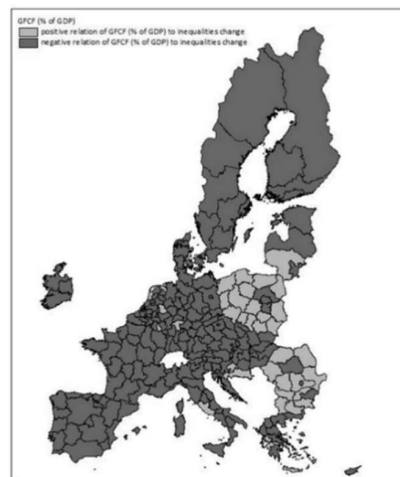 GFCF (% of GDP)
positive relation of GFCF (% of GDP) to inequalities change
negative relation of GFCF (% of GDP) to inequalities change